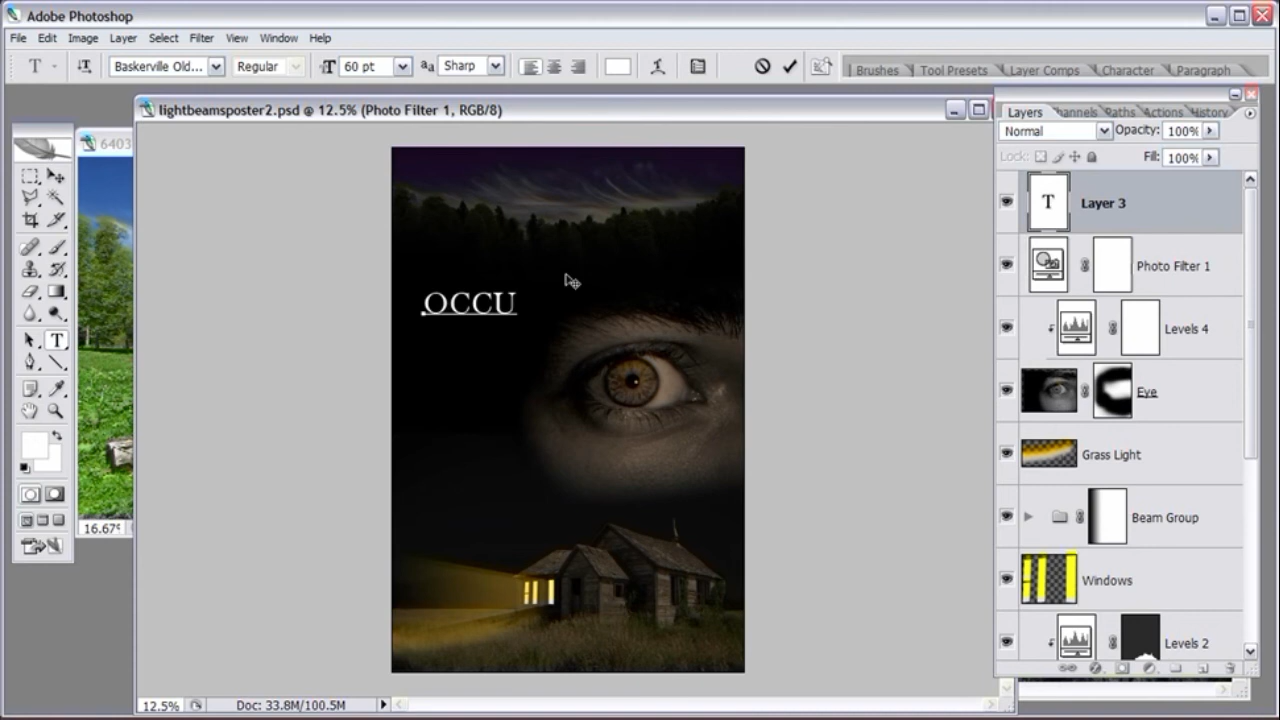 Adobe Photoshop
File Edit Image Layer Select Filter View Window Help
T Baskerville Old... Regular T 60 pt aa Sharp Brushes Tool Presets Layer Comps Character Paragraph
lightbeamsposter2.psd @ 12.5% (Photo Filter 1, RGB/8)
6403
Layers Channels Paths Actions History
Normal Opacity: 100%
Lock: Fill: 100%
T Layer 3
Photo Filter 1
OCCU
Levels 4
T
Eye
Grass Light
Beam Group
16.67%
Windows
Levels 2
12.5% Doc: 33.8M/100.5M